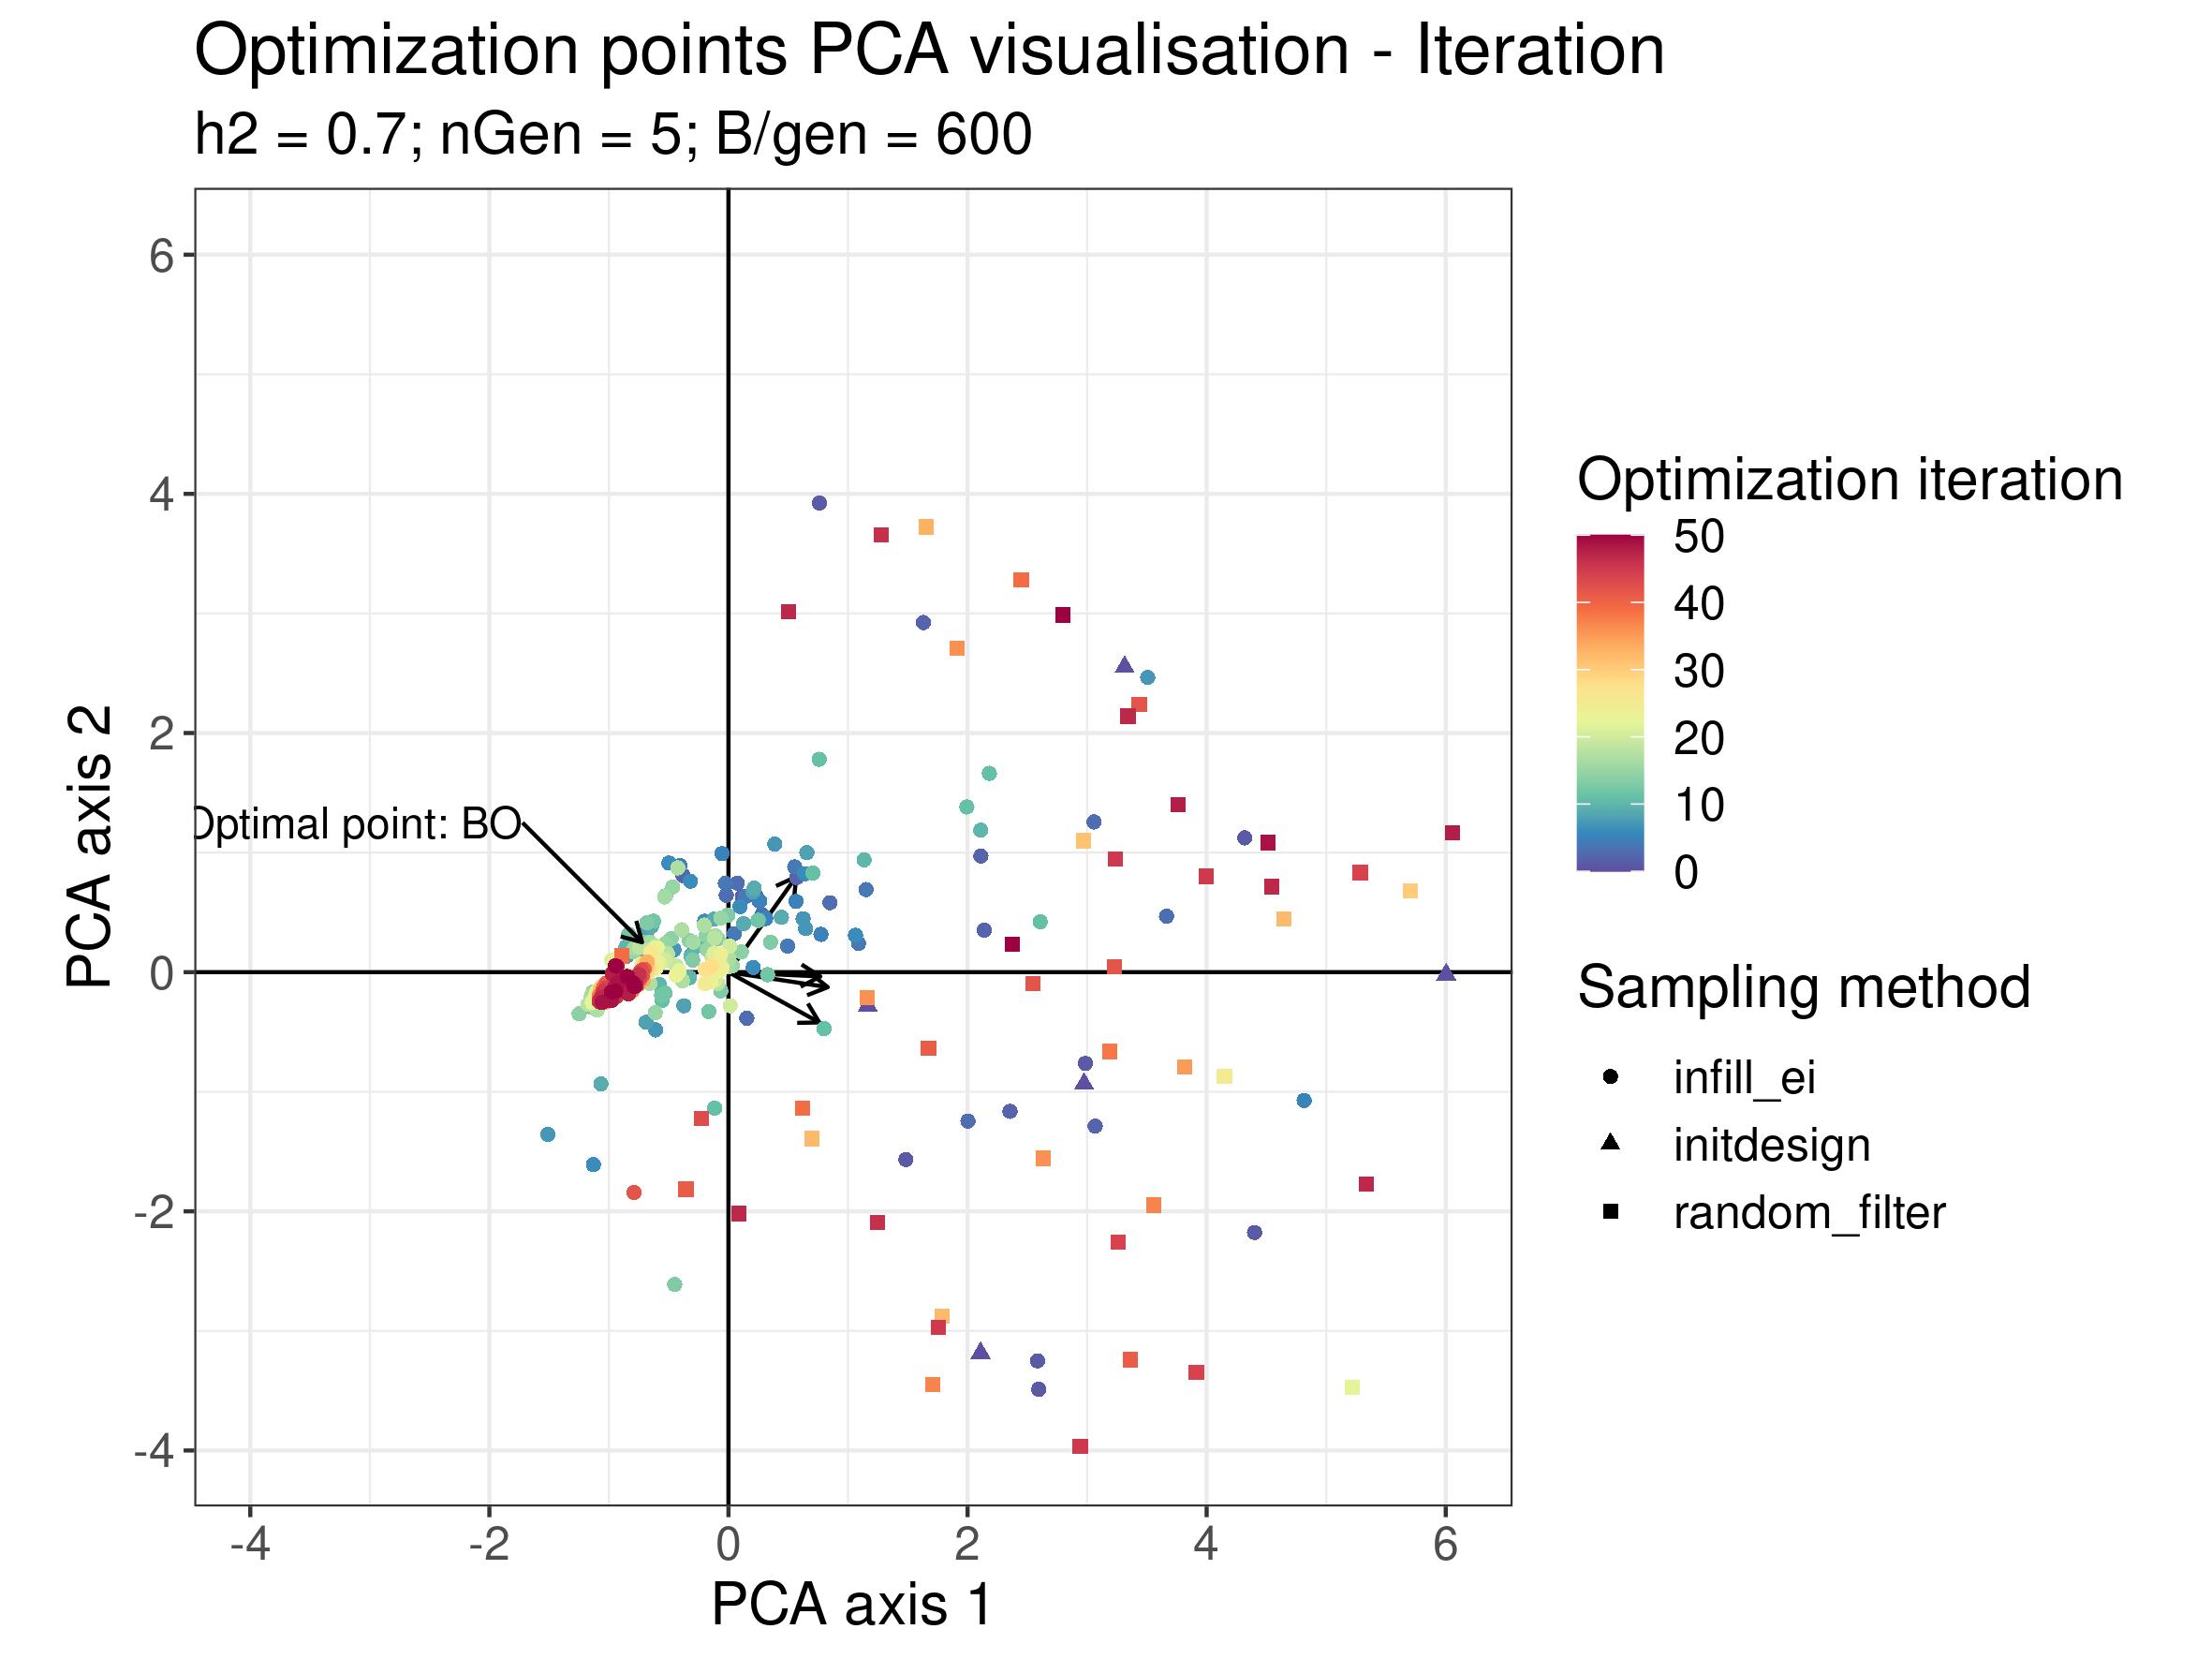 Optimization points PCA visualisation - Iteration
h2 = 0.7; nGen = 5; B/gen = 600
6
4
2
0
-2
-4
PCA axis 2
Optimal point: BO
-4
-2
0
2
4
6
PCA axis 1
Optimization iteration
50
40
30
20
10
0
Sampling method
infill_ei
initdesign
random_filter